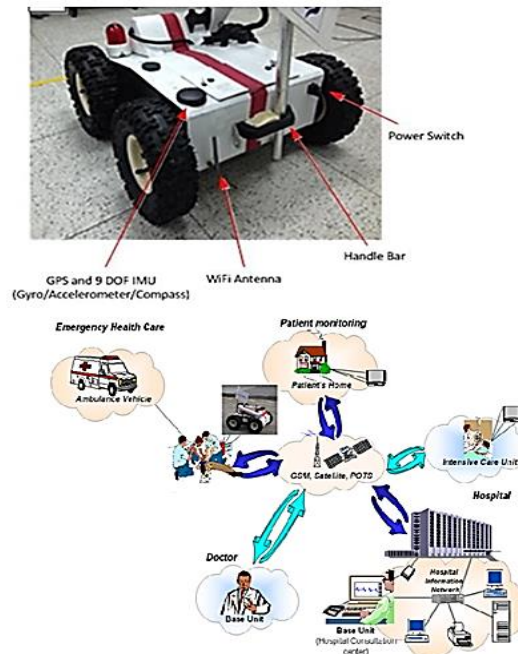 Power Switch
Handle Bar
WiFi Antenna
GPS and 9 DOF IMU
(Gyro/Accelerometer/Compass)
Emergency Health Care
Patient monitoring
Ambulance Vehicle
Patient's Home
GSM, Satellite, POTS
Intensive Care Unit
Hospital
Doctor
Base Unit
Hospital
Information
Network
Base Unit
(Hospital Consultation
center)